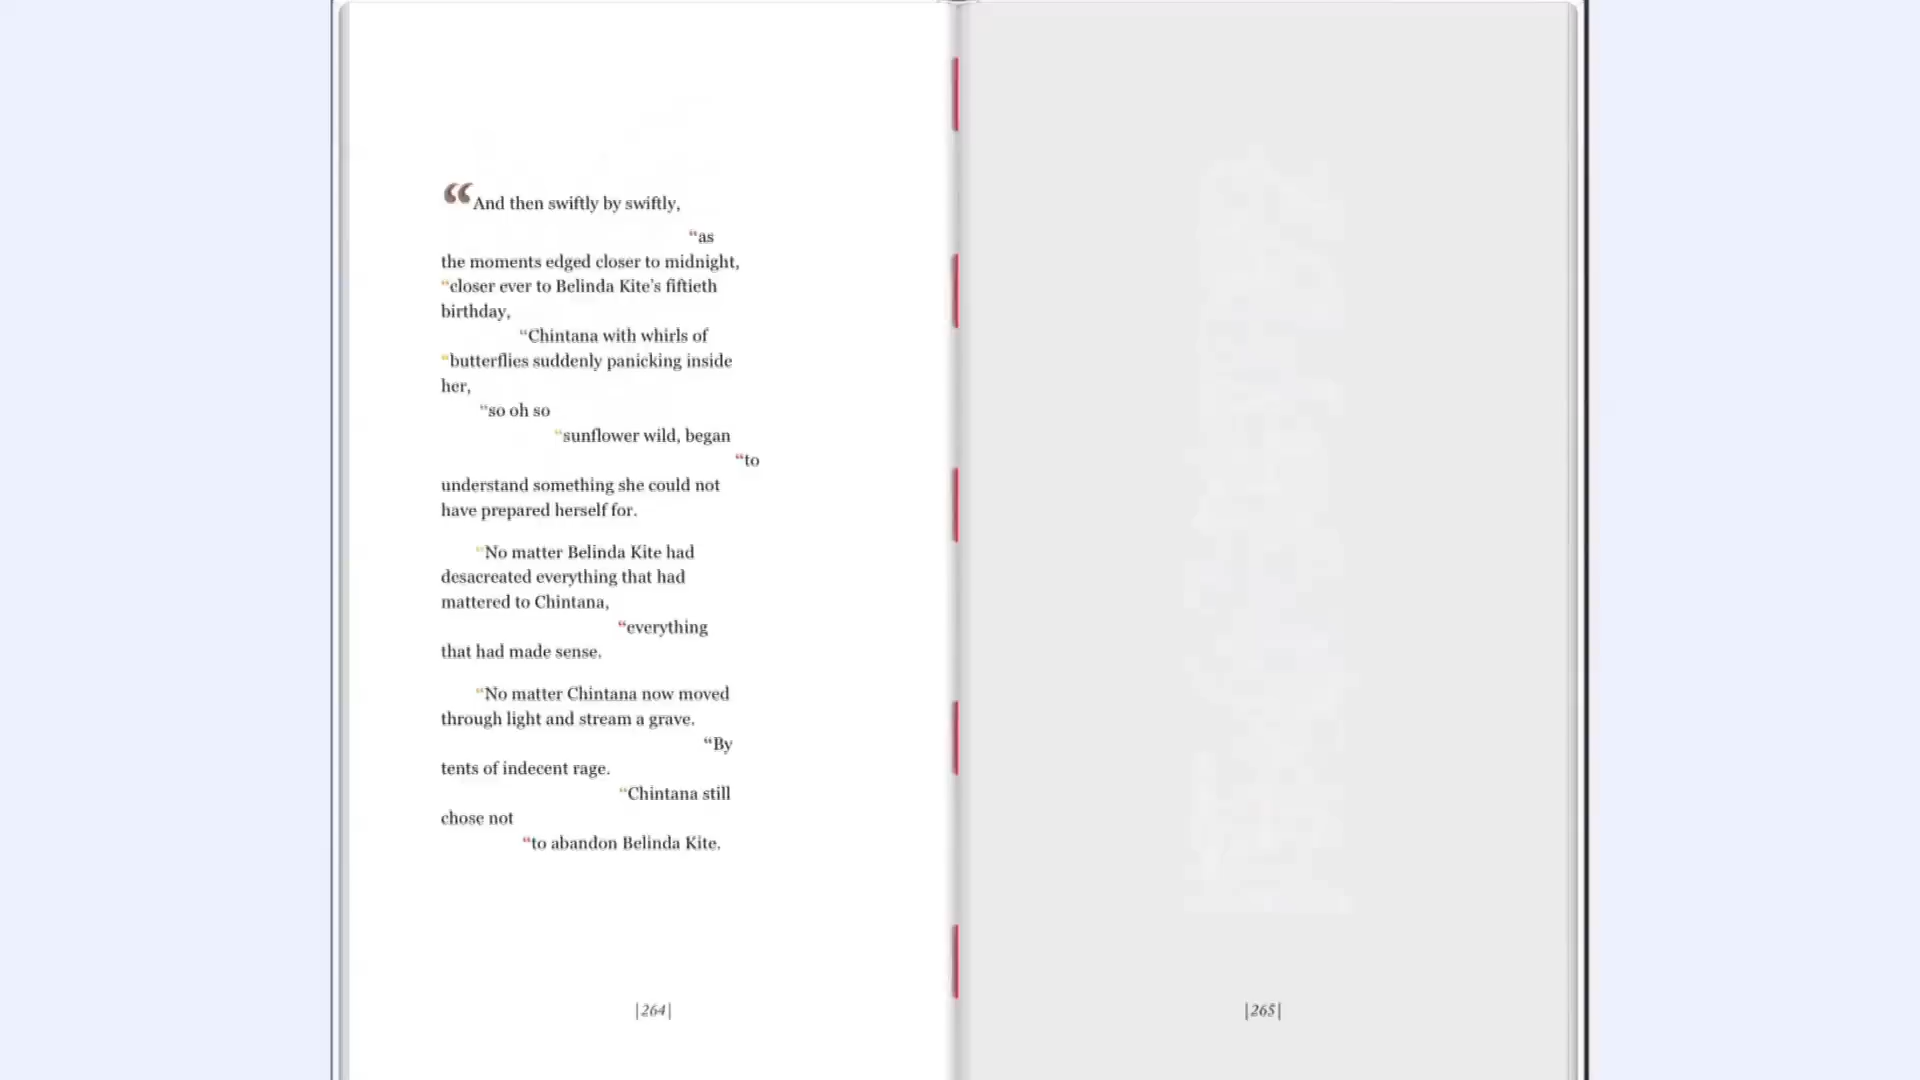 “And then swiftly by swiftly,
“as
the moments edged closer to midnight,
“closer ever to Belinda Kite’s fiftieth
birthday,
“Chintana with whirls of
“butterflies suddenly panicking inside
her,
“so oh so
“sunflower wild, began
“to
understand something she could not
have prepared herself for.
“No matter Belinda Kite had
desacreated everything that had
mattered to Chintana,
“everything
that had made sense.
“No matter Chintana now moved
through light and stream a grave.
“By
tents of indecent rage.
“Chintana still
chose not
“to abandon Belinda Kite.
|264|
|265|